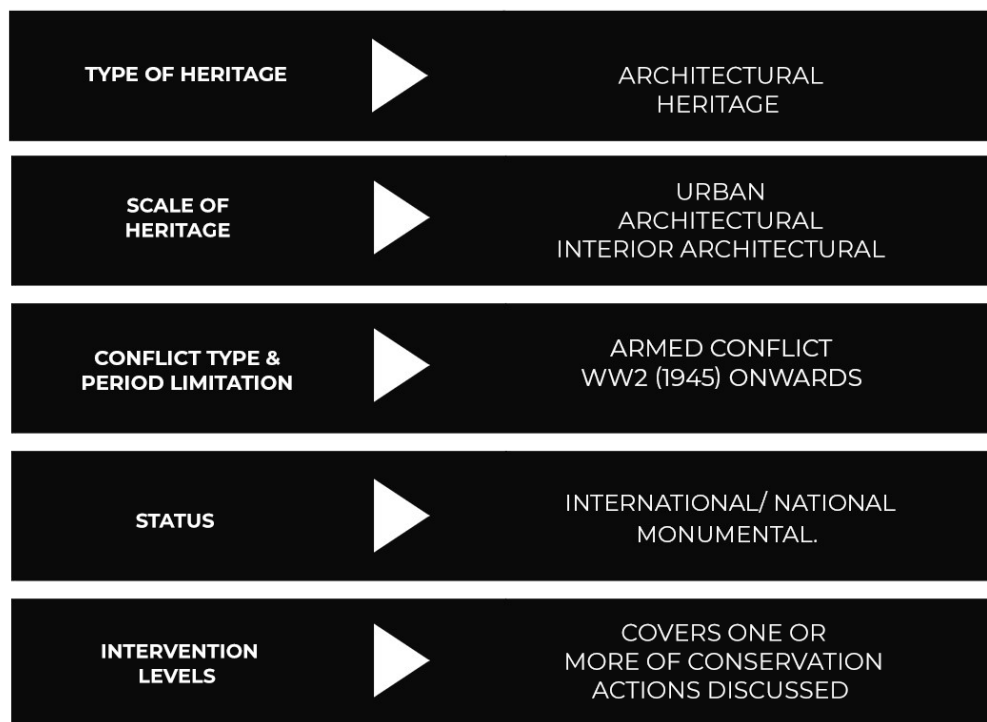 TYPE OF HERITAGE
ARCHITECTURAL
HERITAGE
SCALE OF
HERITAGE
URBAN
ARCHITECTURAL
INTERIOR ARCHITECTURAL
CONFLICT TYPE &
PERIOD LIMITATION
ARMED CONFLICT
WW2 (1945) ONWARDS
STATUS
INTERNATIONAL/ NATIONAL
MONUMENTAL.
INTERVENTION
LEVELS
COVERS ONE OR
MORE OF CONSERVATION
ACTIONS DISCUSSED